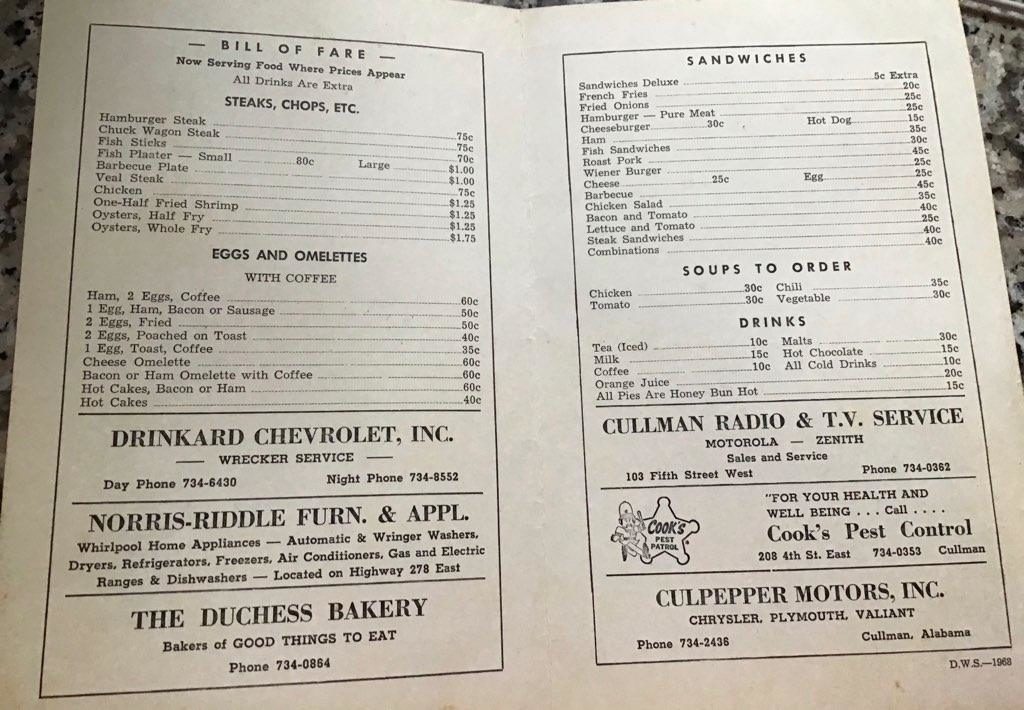 — BILL OF FARE —
Now Serving Food Where Prices Appear
All Drinks Are Extra
STEAKS, CHOPS, ETC.
Hamburger Steak 75c
Chuck Wagon Steak 75c
Fish Sticks 70c
Fish Plaater — Small 80c Large $1.00
Barbecue Plate $1.00
Veal Steak 75c
Chicken $1.25
One-Half Fried Shrimp $1.25
Oysters, Half Fry $1.25
Oysters, Whole Fry $1.75
EGGS AND OMELETTES
WITH COFFEE
Ham, 2 Eggs, Coffee 60c
1 Egg, Ham, Bacon or Sausage 50c
2 Eggs, Fried 50c
2 Eggs, Poached on Toast 40c
1 Egg, Toast, Coffee 35c
Cheese Omelette 60c
Bacon or Ham Omelette with Coffee 60c
Hot Cakes, Bacon or Ham 60c
Hot Cakes 40c
DRINKARD CHEVROLET, INC.
— WRECKER SERVICE —
Day Phone 734-6430 Night Phone 734-8552
NORRIS-RIDDLE FURN. & APPL.
Whirlpool Home Appliances — Automatic & Wringer Washers,
Dryers, Refrigerators, Freezers, Air Conditioners, Gas and Electric
Ranges & Dishwashers — Located on Highway 278 East
THE DUCHESS BAKERY
Bakers of GOOD THINGS TO EAT
Phone 734-0864
SANDWICHES
Sandwiches Deluxe 5c Extra
French Fries 20c
Fried Onions 25c
Hamburger — Pure Meat 25c
Cheeseburger 30c Hot Dog 15c
Ham 35c
Fish Sandwiches 30c
Roast Pork 45c
Wiener Burger 25c
Cheese 25c Egg 25c
Barbecue 45c
Chicken Salad 35c
Bacon and Tomato 40c
Lettuce and Tomato 25c
Steak Sandwiches 40c
Combinations 40c
SOUPS TO ORDER
Chicken 30c Chili 35c
Tomato 30c Vegetable 30c
DRINKS
Tea (Iced) 10c Malts 30c
Milk 15c Hot Chocolate 15c
Coffee 10c All Cold Drinks 10c
Orange Juice 20c
All Pies Are Honey Bun Hot 15c
CULLMAN RADIO & T.V. SERVICE
MOTOROLA — ZENITH
Sales and Service
103 Fifth Street West Phone 734-0362
COOK'S
PEST
PATROL
"FOR YOUR HEALTH AND
WELL BEING . . . Call . . . .
Cook's Pest Control
208 4th St. East 734-0353 Cullman
CULPEPPER MOTORS, INC.
CHRYSLER, PLYMOUTH, VALIANT
Phone 734-2436 Cullman, Alabama
D.W.S.—1968